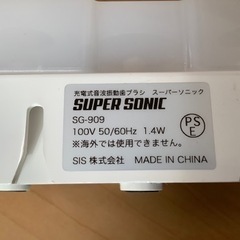 充電式音波振動歯ブラシ スーパーソニック
SUPER SONIC
SG-909
100V 50/60Hz 1.4W
※海外では使用できません。
SIS 株式会社 MADE IN CHINA
PS
E